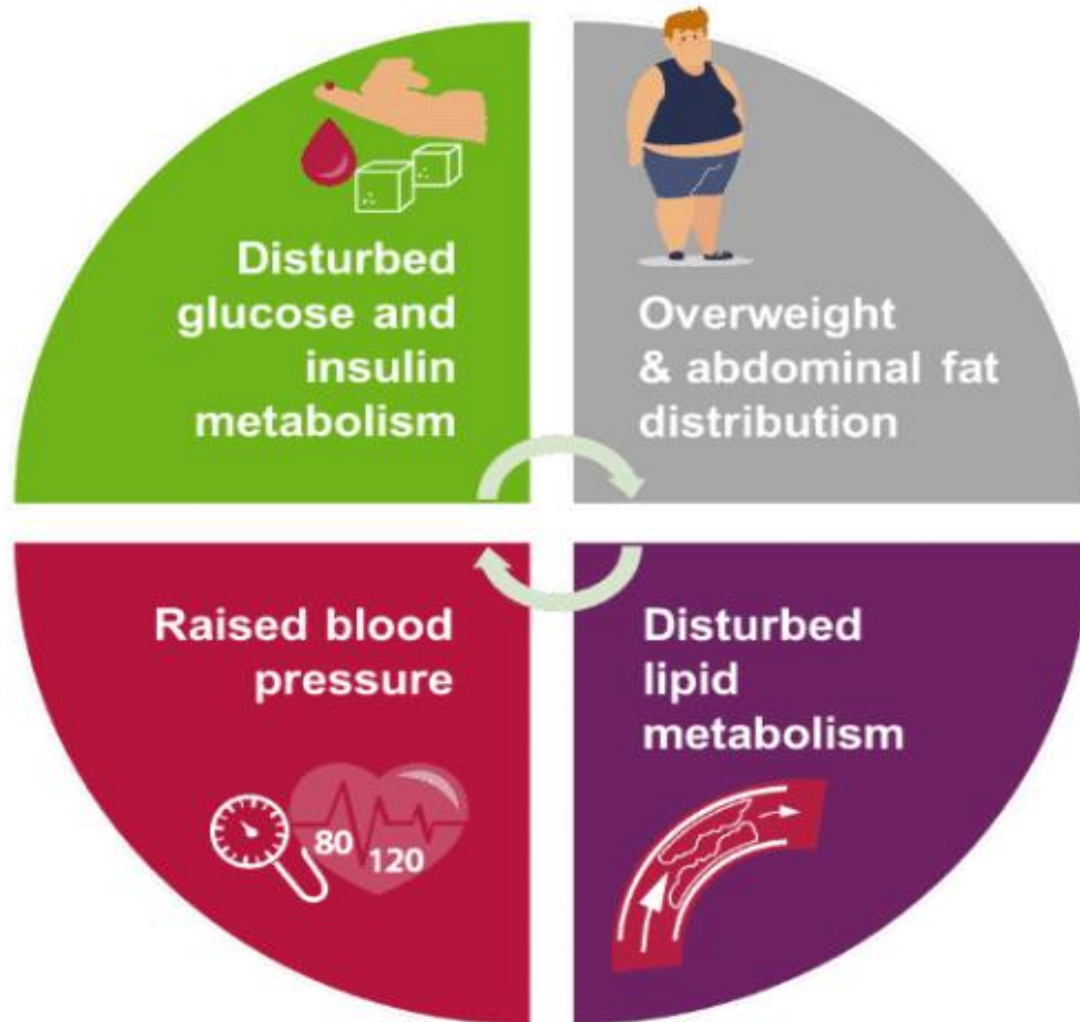 Disturbed
glucose and
insulin
metabolism
Overweight
& abdominal fat
distribution
Raised blood
pressure
80
120
Disturbed
lipid
metabolism